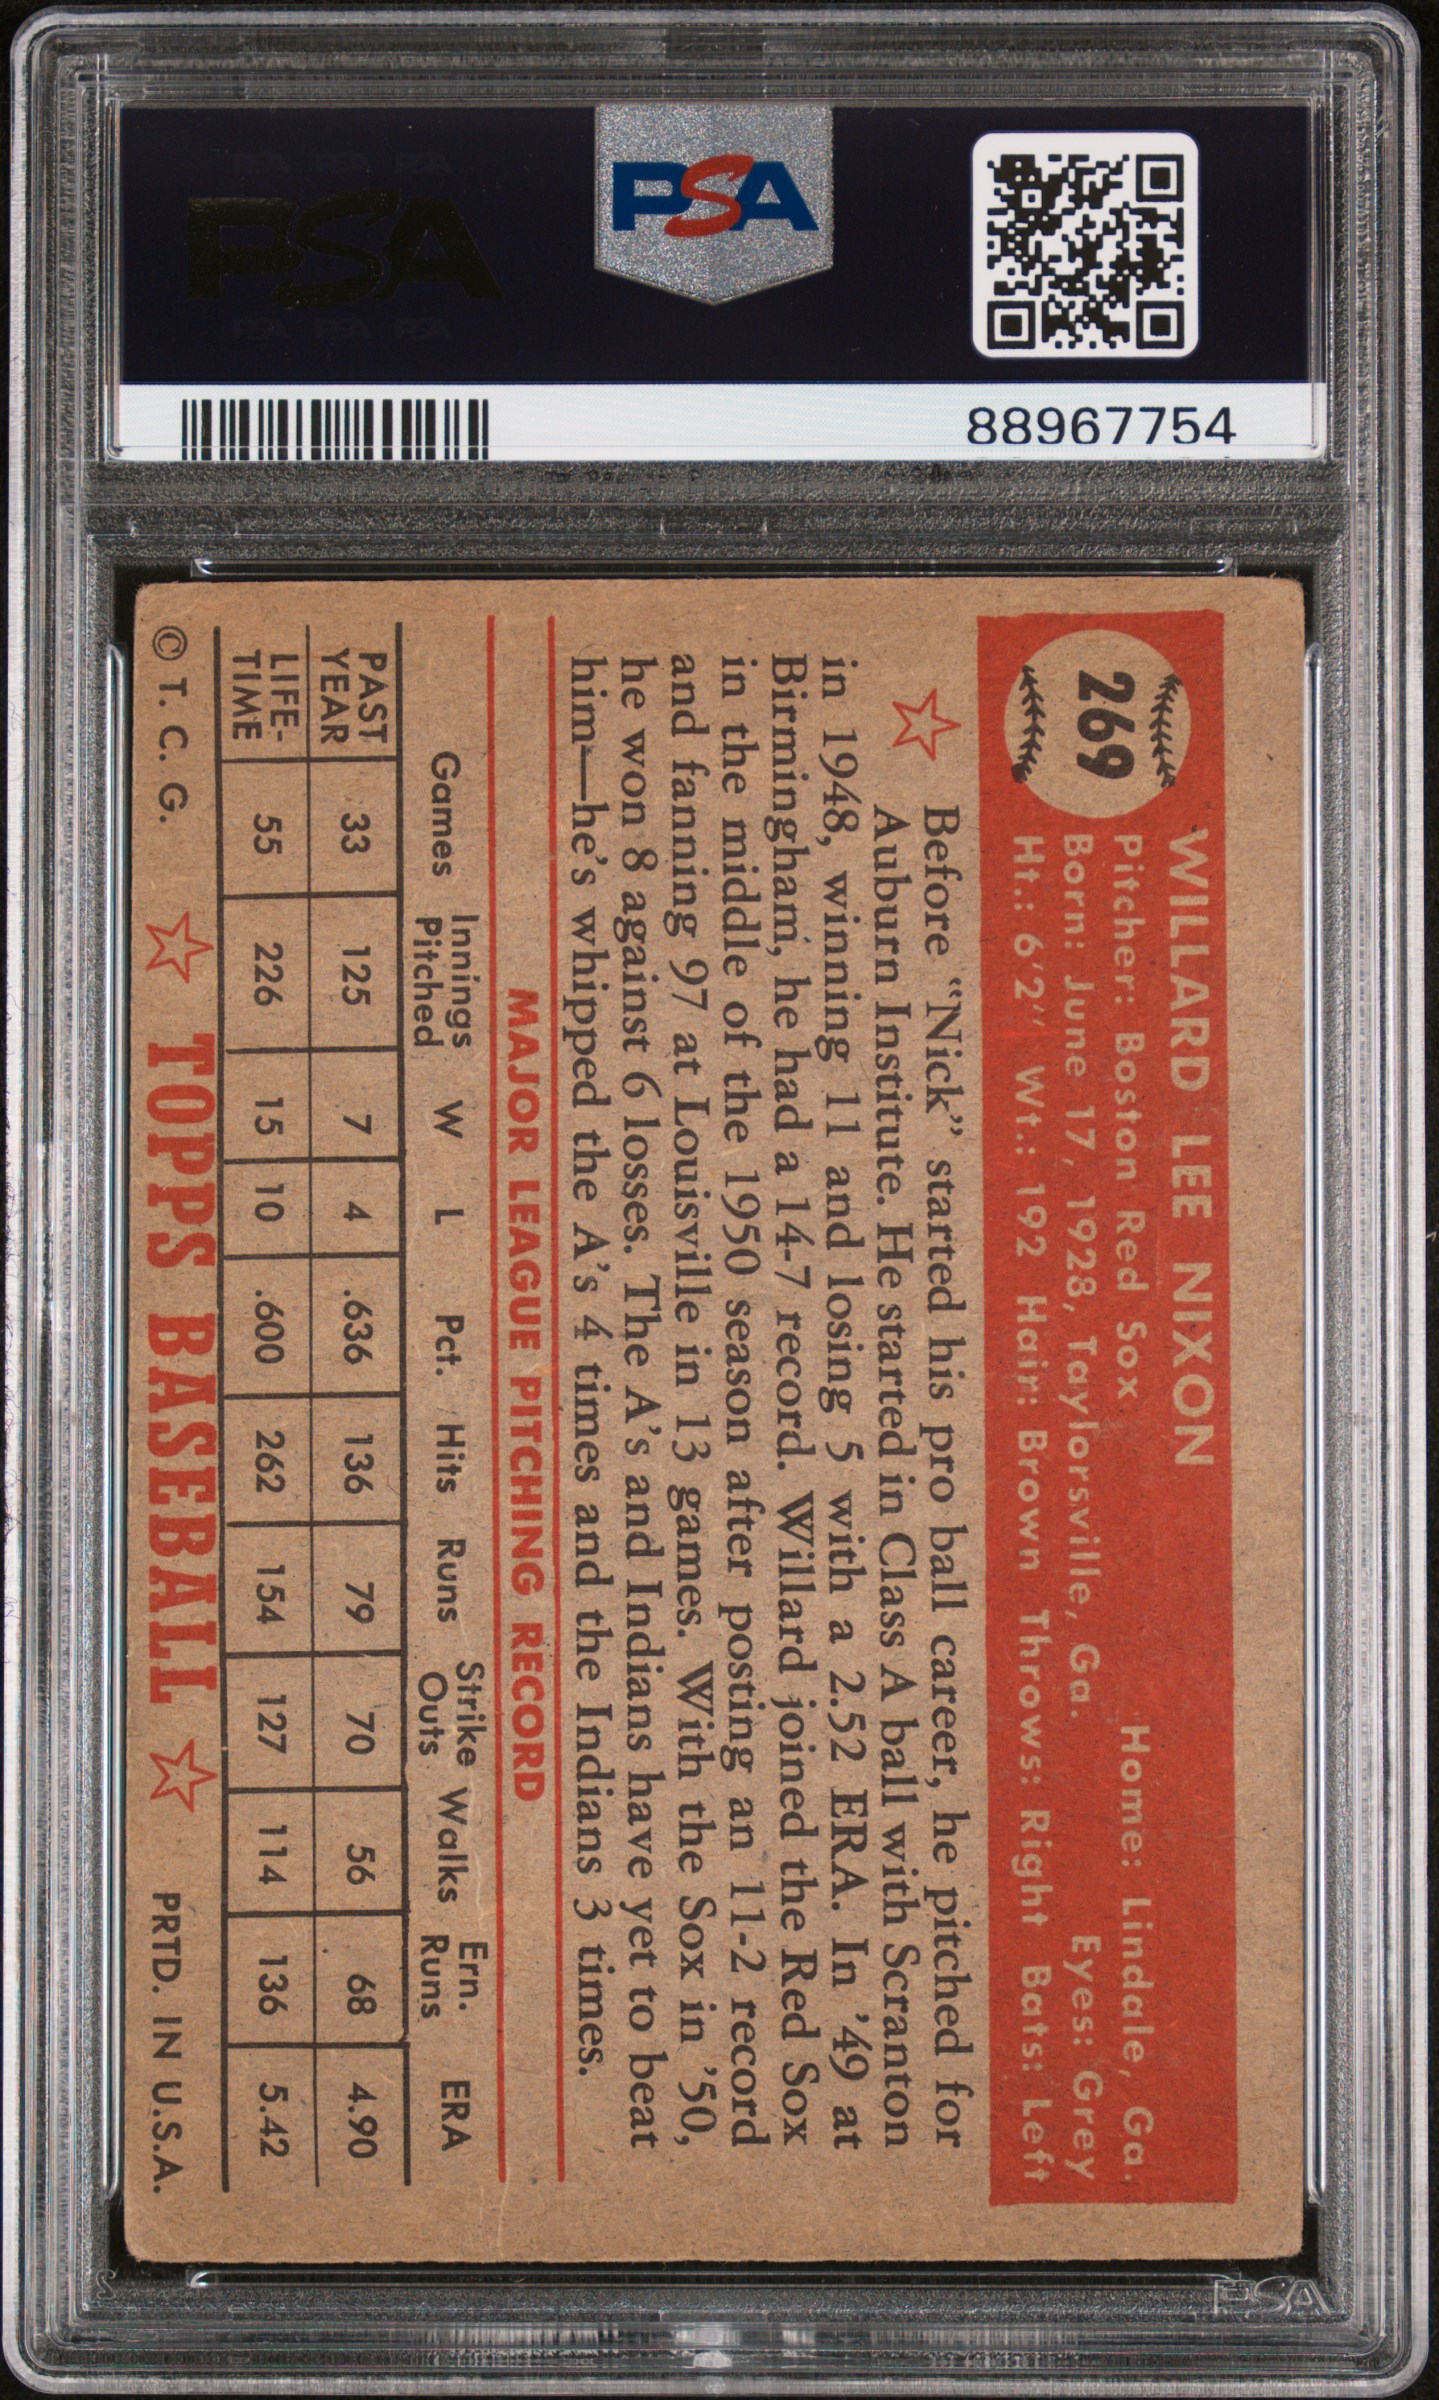 PSA
PSA
88967754
269
WILLARD LEE NIXON
Pitcher: Boston Red Sox Home: Lindale, Ga.
Born: June 17, 1928, Taylorsville, Ga. Eyes: Grey
Ht.: 6'2" Wt.: 192 Hair: Brown Throws: Right Bats: Left
Before "Nick" started his pro ball career, he pitched for
Auburn Institute. He started in Class A ball with Scranton
in 1948, winning 11 and losing 5 with a 2.52 ERA. In '49 at
Birmingham, he had a 14-7 record. Willard joined the Red Sox
in the middle of the 1950 season after posting an 11-2 record
and fanning 97 at Louisville in 13 games. With the Sox in '50,
he won 8 against 6 losses. The A's and Indians have yet to beat
him—he's whipped the A's 4 times and the Indians 3 times.
MAJOR LEAGUE PITCHING RECORD
Games Innings Pitched W L Pct. Hits Runs Strike Outs Walks Ern. Runs ERA
PAST YEAR 33 125 7 4 .636 136 79 70 56 68 4.90
LIFE-TIME 55 226 15 10 .600 262 154 127 114 136 5.42
© T. C. G. TOPPS BASEBALL PRTD. IN U.S.A.
PSA